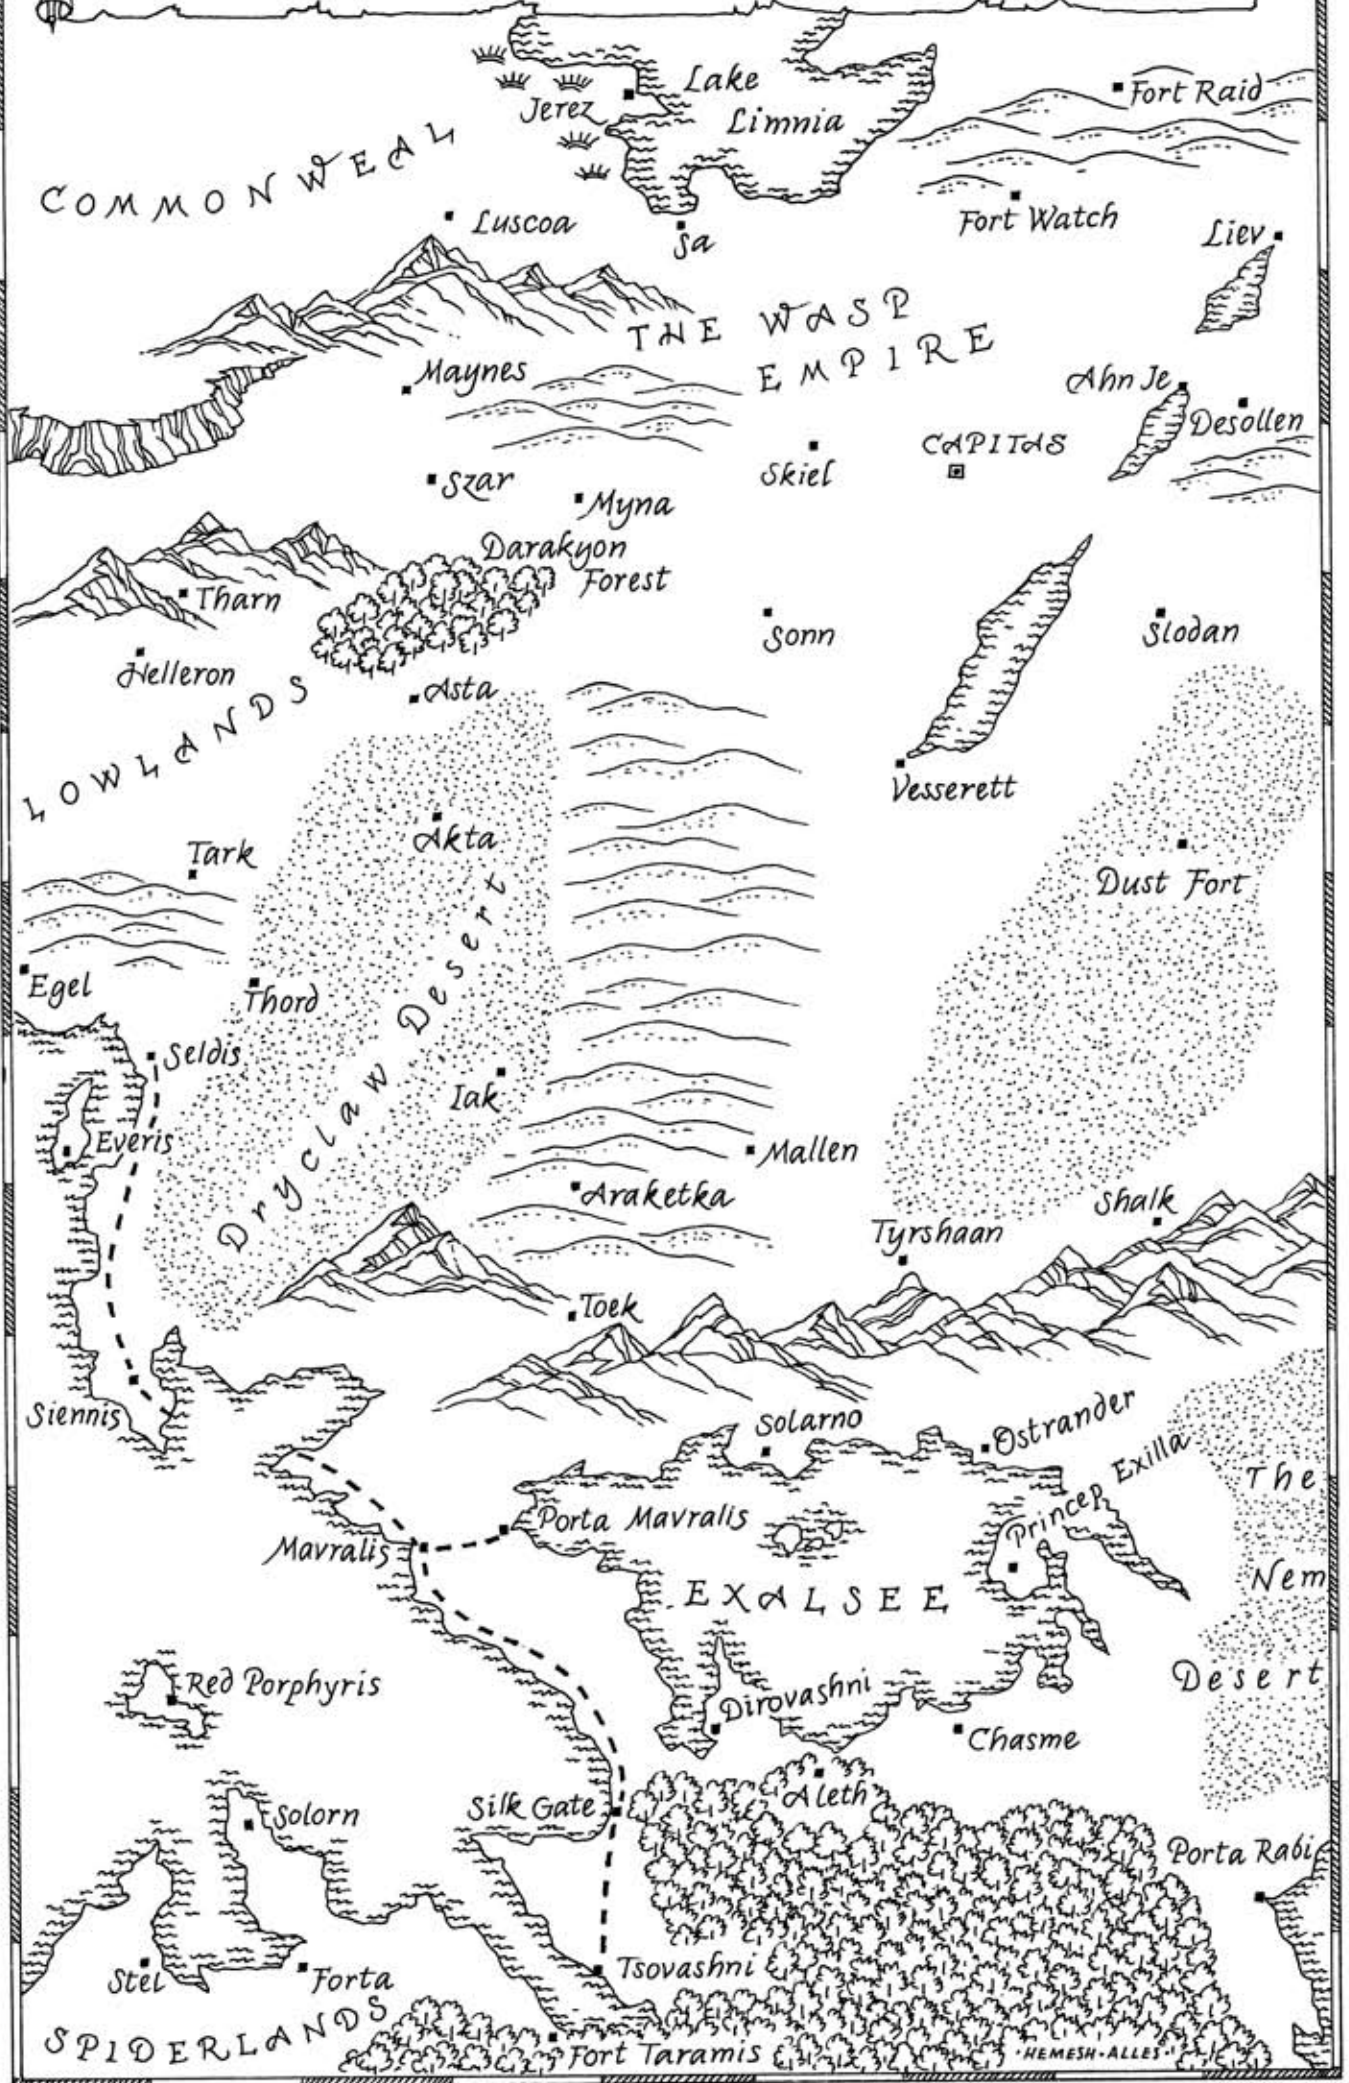 Lake
Limnia
Jerez
Fort Raid
COMMONWEAL
Luscoa
Sa
Fort Watch
Liev
THE WASP
EMPIRE
Maynes
Ahn Je
Desollen
CAPITAS
Skiel
Szar
Myna
Darakyon
Forest
Tharn
Sonn
Slodan
Helleron
Asta
LOWLANDS
Vesserett
Akta
Tark
Dust Fort
Egel
Thord
Dryclaw Desert
Seldis
Iak
Everis
Mallen
Araketka
Shalk
Tyrshaan
Toek
Siennis
Solarno
Ostrander
Princep Exilla
The
Nem
Desert
Porta Mavralis
Mavralis
EXALSEE
Red Porphyris
Dirovashni
Chasme
Aleth
Silk Gate
Solorn
Porta Rabi
Tsovashni
Stel
Forta
SPIDERLANDS
Fort Taramis
·HEMESH·ALLES·